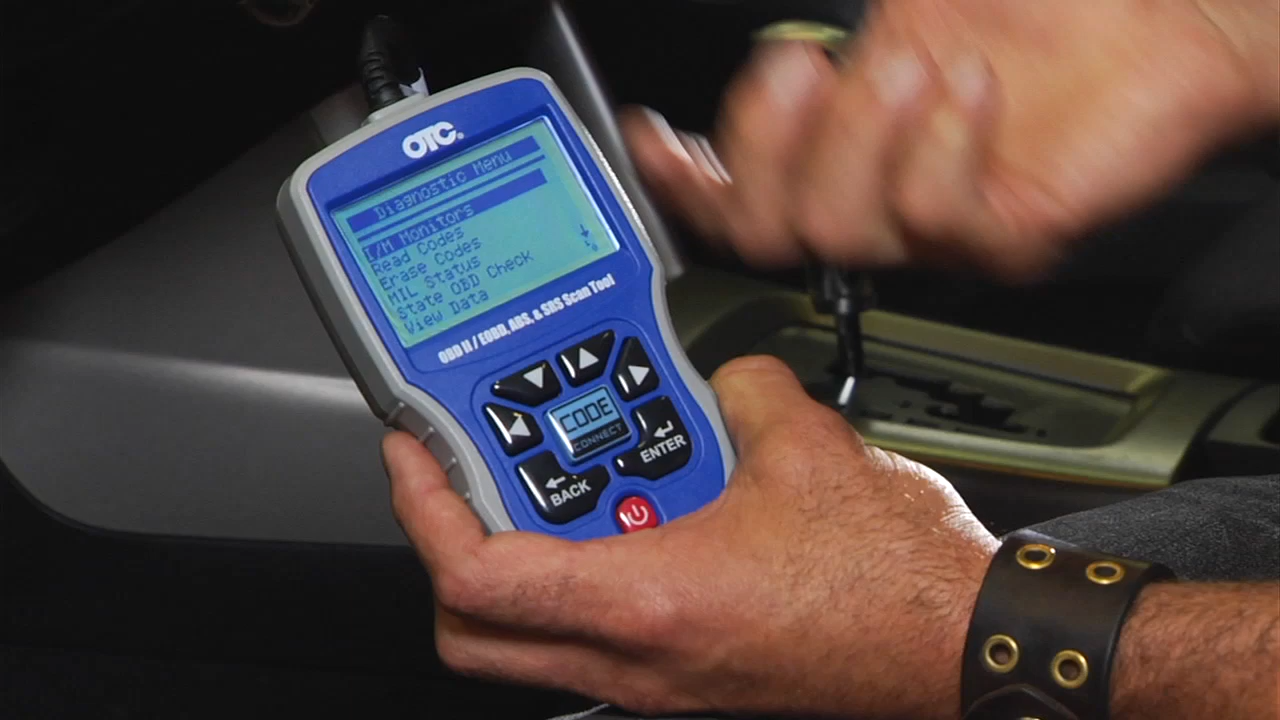 OTC®
Diagnostic Menu
I/M Monitors
Read Codes
Erase Codes
MIL Status
State OBD Check
View Data
OBD II / EOBD, ABS, & SRS Scan Tool
CODE
CONNECT
ENTER
BACK